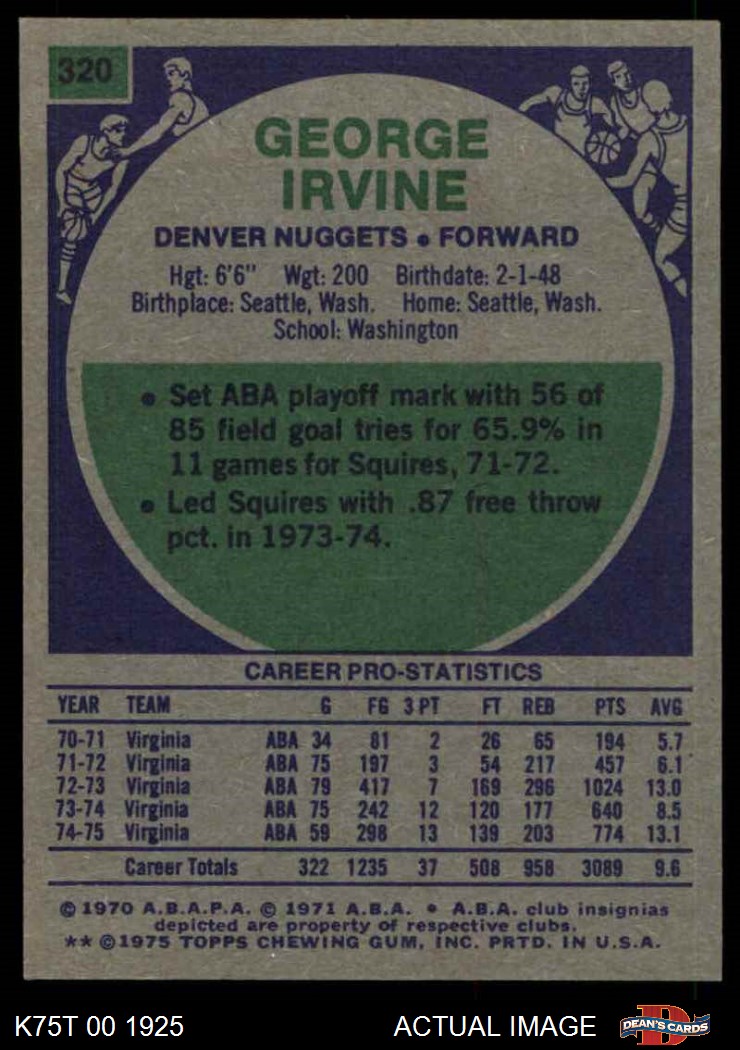 320
GEORGE
IRVINE
DENVER NUGGETS • FORWARD
Hgt: 6'6" Wgt: 200 Birthdate: 2-1-48
Birthplace: Seattle, Wash. Home: Seattle, Wash.
School: Washington
• Set ABA playoff mark with 56 of
85 field goal tries for 65.9% in
11 games for Squires, 71-72.
• Led Squires with .87 free throw
pct. in 1973-74.
CAREER PRO-STATISTICS
YEAR TEAM G FG 3 PT FT REB PTS AVG
70-71 Virginia ABA 34 81 2 26 65 194 5.7
71-72 Virginia ABA 75 197 3 54 217 457 6.1
72-73 Virginia ABA 79 417 7 169 296 1024 13.0
73-74 Virginia ABA 75 242 12 120 177 640 8.5
74-75 Virginia ABA 59 298 13 139 203 774 13.1
Career Totals 322 1235 37 508 958 3089 9.6
© 1970 A.B.A.P.A. © 1971 A.B.A. • A.B.A. club insignias
depicted are property of respective clubs.
** © 1975 TOPPS CHEWING GUM, INC. PRTD. IN U.S.A.
K75T 00 1925 ACTUAL IMAGE D DEAN'S CARDS